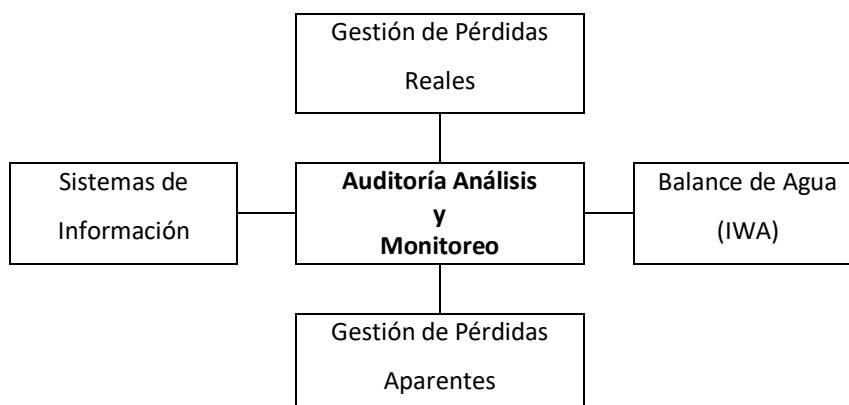 Gestión de Pérdidas
Reales
Sistemas de
Información
Auditoría Análisis
y
Monitoreo
Balance de Agua
(IWA)
Gestión de Pérdidas
Aparentes